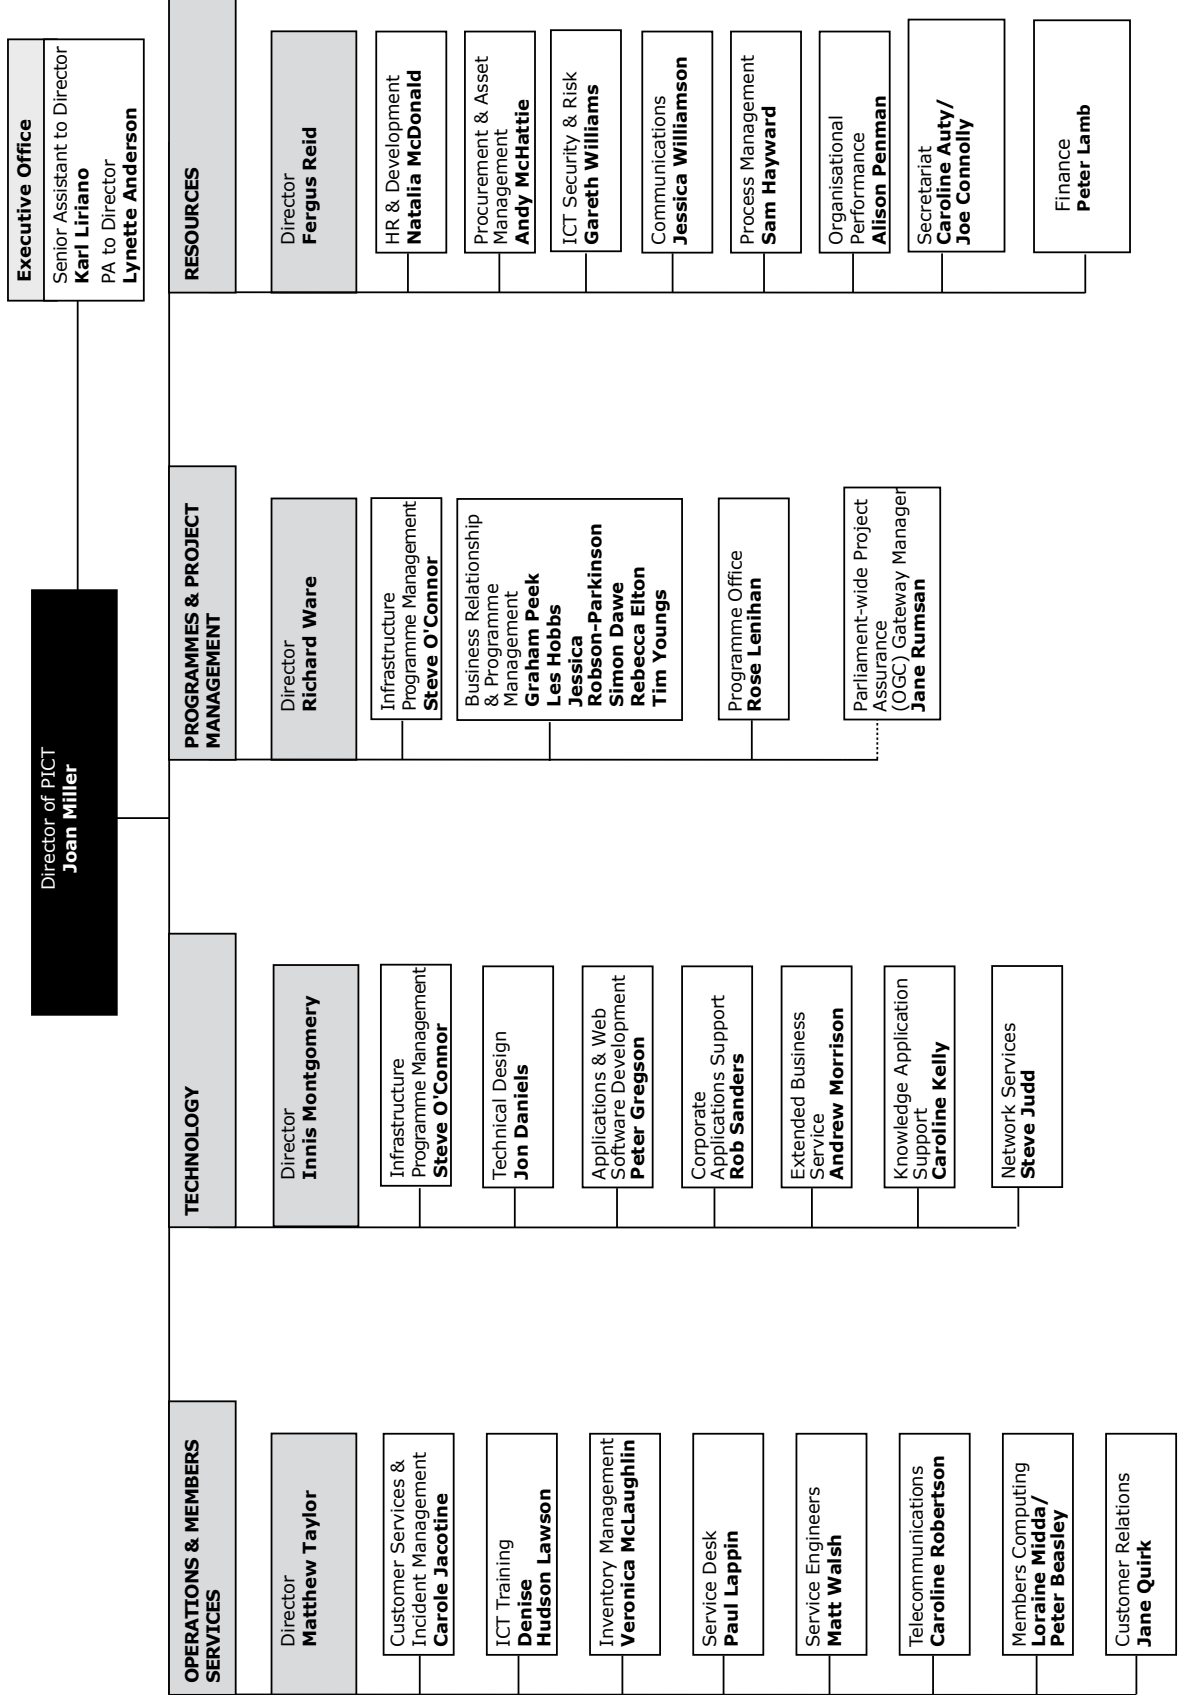 Director of PICT
Joan Miller
Executive Office
Senior Assistant to Director
Karl Liriano
PA to Director
Lynette Anderson
OPERATIONS & MEMBERS
SERVICES
Director
Matthew Taylor
Customer Services &
Incident Management
Carole Jacotine
ICT Training
Denise
Hudson Lawson
Inventory Management
Veronica McLaughlin
Service Desk
Paul Lappin
Service Engineers
Matt Walsh
Telecommunications
Caroline Robertson
Members Computing
Loraine Midda/
Peter Beasley
Customer Relations
Jane Quirk
TECHNOLOGY
Director
Innis Montgomery
Infrastructure
Programme Management
Steve O'Connor
Technical Design
Jon Daniels
Applications & Web
Software Development
Peter Gregson
Corporate
Applications Support
Rob Sanders
Extended Business
Service
Andrew Morrison
Knowledge Application
Support
Caroline Kelly
Network Services
Steve Judd
PROGRAMMES & PROJECT
MANAGEMENT
Director
Richard Ware
Infrastructure
Programme Management
Steve O'Connor
Business Relationship
& Programme
Management
Graham Peek
Les Hobbs
Jessica
Robson-Parkinson
Simon Dawe
Rebecca Elton
Tim Youngs
Programme Office
Rose Lenihan
Parliament-wide Project
Assurance
(OGC) Gateway Manager
Jane Rumsan
RESOURCES
Director
Fergus Reid
HR & Development
Natalia McDonald
Procurement & Asset
Management
Andy McHattie
ICT Security & Risk
Gareth Williams
Communications
Jessica Williamson
Process Management
Sam Hayward
Organisational
Performance
Alison Penman
Secretariat
Caroline Auty/
Joe Connolly
Finance
Peter Lamb